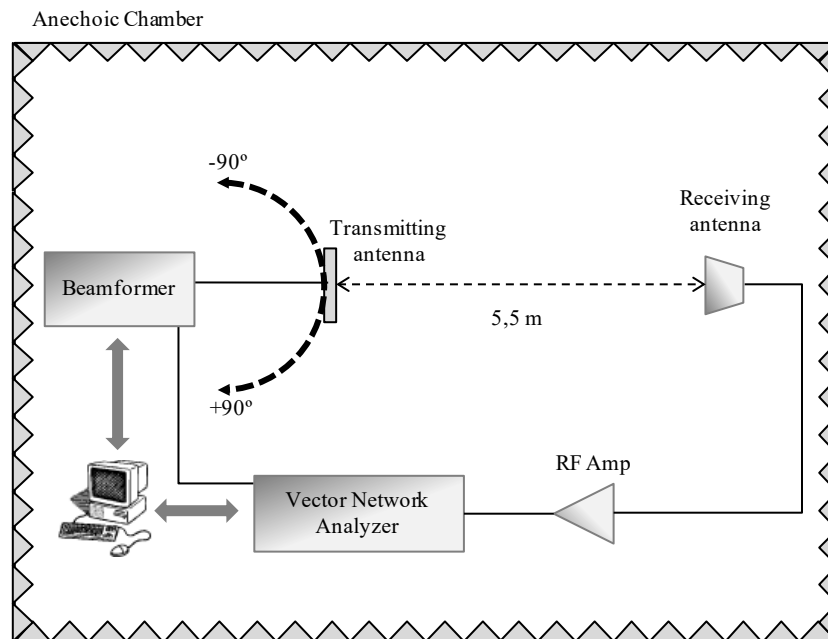 Anechoic Chamber
-90º
Transmitting
antenna
Receiving
antenna
Beamformer
5,5 m
+90º
RF Amp
Vector Network
Analyzer